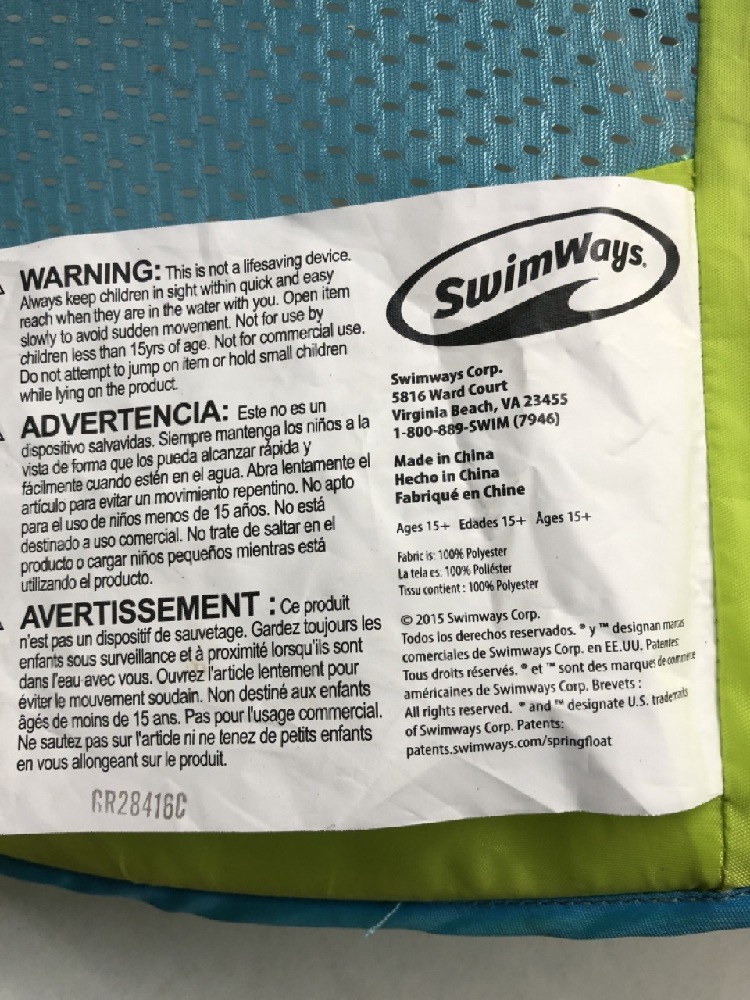 WARNING: This is not a lifesaving device.
Always keep children in sight within quick and easy
reach when they are in the water with you. Open item
slowly to avoid sudden movement. Not for use by
children less than 15yrs of age. Not for commercial use.
Do not attempt to jump on item or hold small children
while lying on the product.
ADVERTENCIA: Este no es un
dispositivo salvavidas. Siempre mantenga los niños a la
vista de forma que los pueda alcanzar rápida y
fácilmente cuando estén en el agua. Abra lentamente el
artículo para evitar un movimiento repentino. No apto
para el uso de niños menos de 15 años. No está
destinado a uso comercial. No trate de saltar en el
producto o cargar niños pequeños mientras está
utilizando el producto.
AVERTISSEMENT : Ce produit
n'est pas un dispositif de sauvetage. Gardez toujours les
enfants sous surveillance et à proximité lorsqu'ils sont
dans l'eau avec vous. Ouvrez l'article lentement pour
éviter le mouvement soudain. Non destiné aux enfants
âgés de moins de 15 ans. Pas pour l'usage commercial.
Ne sautez pas sur l'article ni ne tenez de petits enfants
en vous allongeant sur le produit.
GR28416C
SwimWays®
Swimways Corp.
5816 Ward Court
Virginia Beach, VA 23455
1-800-889-SWIM (7946)
Made in China
Hecho in China
Fabriqué en Chine
Ages 15+ Edades 15+ Âges 15+
Fabric is: 100% Polyester
La tela es: 100% Poliéster
Tissu contient : 100% Polyester
© 2015 Swimways Corp.
Todos los derechos reservados. ® y ™ designan marcas
comerciales de Swimways Corp. en EE.UU. Patentes:
Tous droits réservés. ® et ™ sont des marques de commerce
américaines de Swimways Corp. Brevets :
All rights reserved. ® and ™ designate U.S. trademarks
of Swimways Corp. Patents:
patents.swimways.com/springfloat